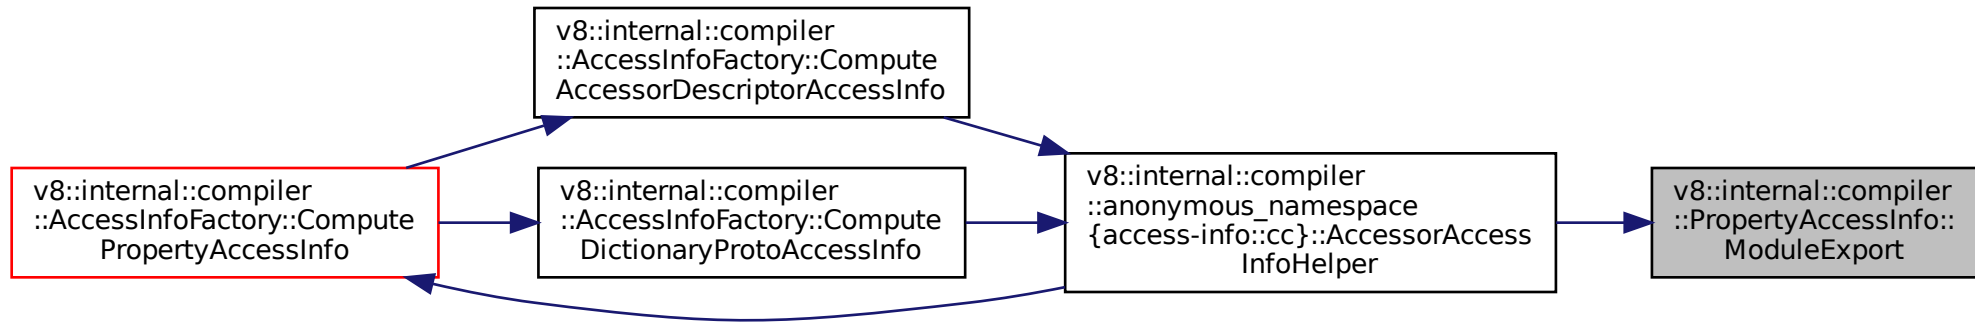 v8::internal::compiler
::AccessInfoFactory::Compute
AccessorDescriptorAccessInfo
v8::internal::compiler
::AccessInfoFactory::Compute
PropertyAccessInfo
v8::internal::compiler
::AccessInfoFactory::Compute
DictionaryProtoAccessInfo
v8::internal::compiler
::anonymous_namespace
{access-info::cc}::AccessorAccess
InfoHelper
v8::internal::compiler
::PropertyAccessInfo::
ModuleExport